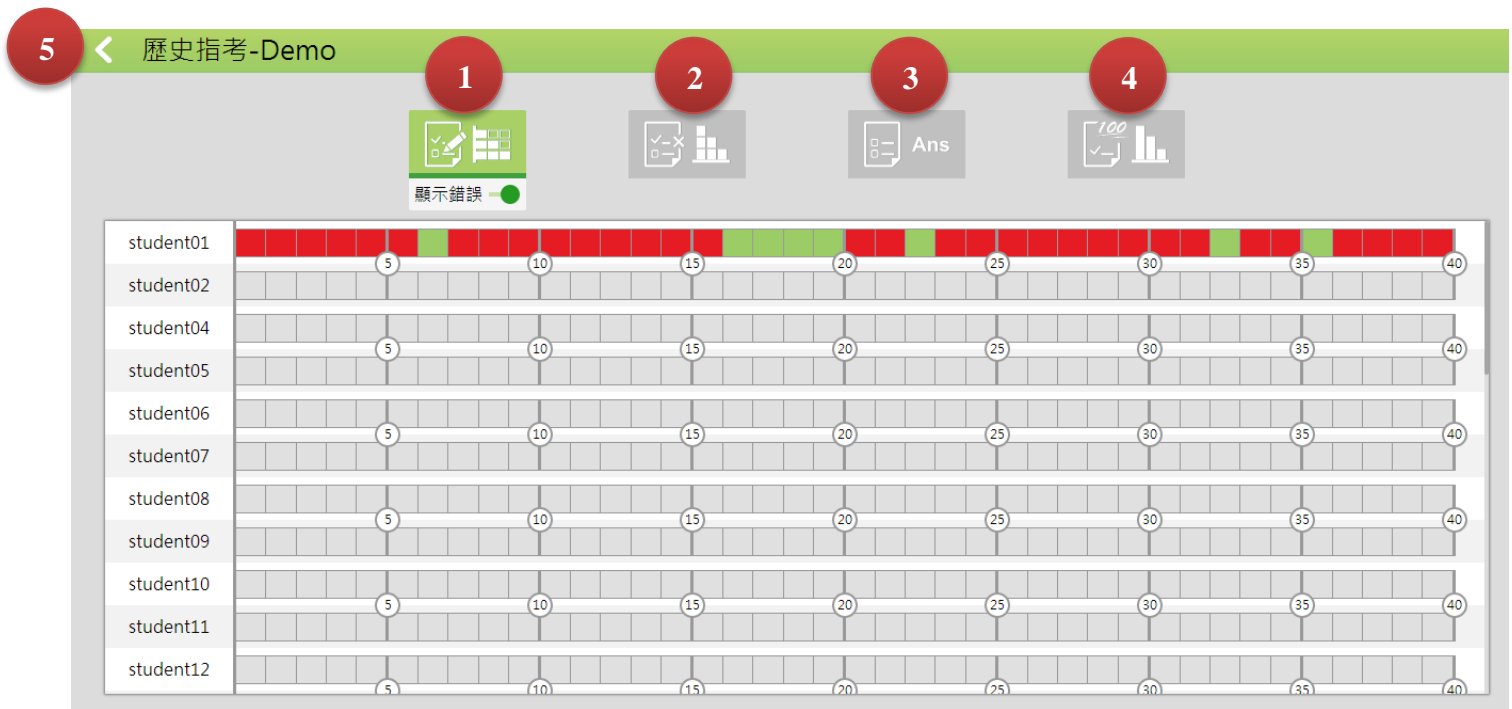 5 歷史指考-Demo
1 2 3 4
Ans 100
顯示錯誤
student01
5 10 15 20 25 30 35 40
student02
student04
5 10 15 20 25 30 35 40
student05
student06
5 10 15 20 25 30 35 40
student07
student08
5 10 15 20 25 30 35 40
student09
student10
5 10 15 20 25 30 35 40
student11
student12
5 10 15 20 25 30 35 40